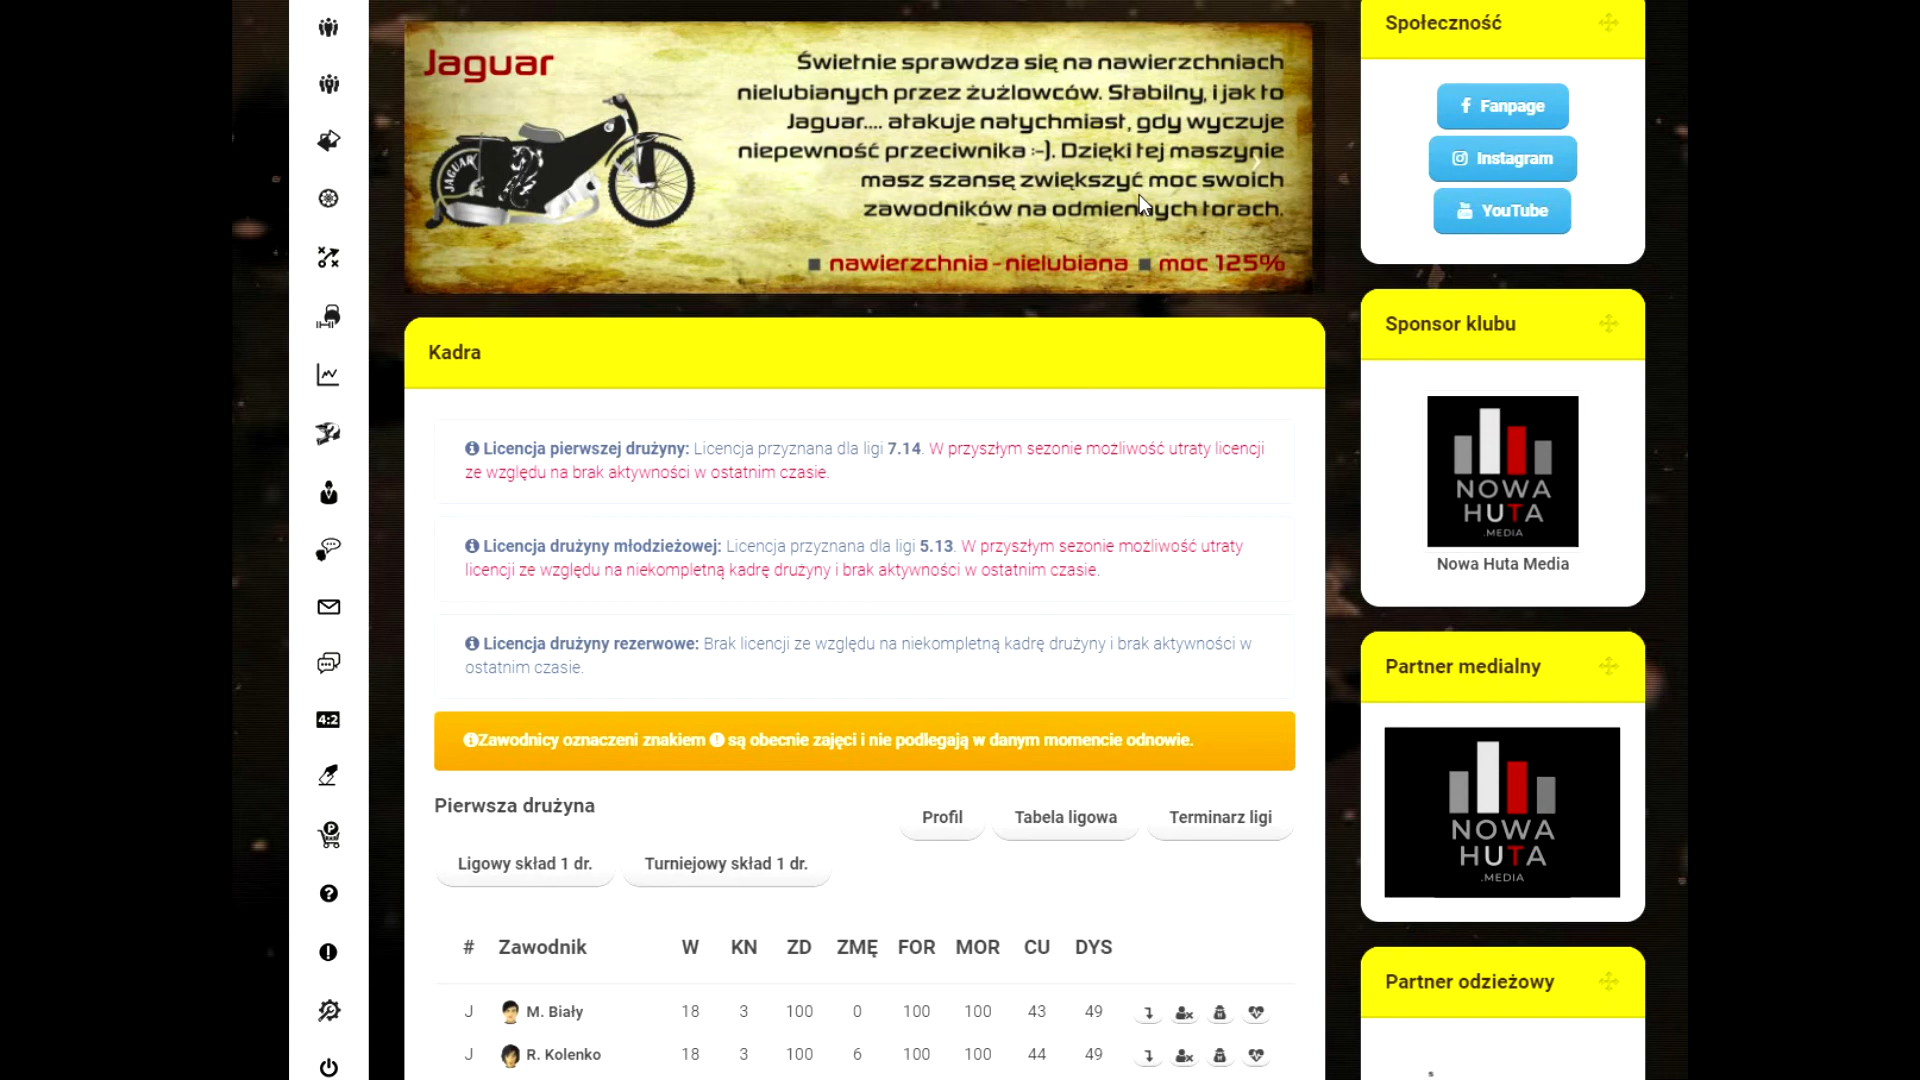 Jaguar
Świetnie sprawdza się na nawierzchniach
nielubianych przez żużlowców. Stabilny, i jak to
Jaguar.... atakuje natychmiast, gdy wyczuje
niepewność przeciwnika :-). Dzięki tej maszynie
masz szansę zwiększyć moc swoich
zawodników na odmiennych torach.
nawierzchnia - nielubiana moc 125%
JAGUAR
Kadra
Licencja pierwszej drużyny: Licencja przyznana dla ligi 7.14. W przyszłym sezonie możliwość utraty licencji
ze względu na brak aktywności w ostatnim czasie.
Licencja drużyny młodzieżowej: Licencja przyznana dla ligi 5.13. W przyszłym sezonie możliwość utraty
licencji ze względu na niekompletną kadrę drużyny i brak aktywności w ostatnim czasie.
Licencja drużyny rezerwowe: Brak licencji ze względu na niekompletną kadrę drużyny i brak aktywności w
ostatnim czasie.
Zawodnicy oznaczeni znakiem są obecnie zajęci i nie podlegają w danym momencie odnowie.
Pierwsza drużyna
Profil Tabela ligowa Terminarz ligi
Ligowy skład 1 dr. Turniejowy skład 1 dr.
# Zawodnik W KN ZD ZMĘ FOR MOR CU DYS
J M. Biały 18 3 100 0 100 100 43 49
J R. Kolenko 18 3 100 6 100 100 44 49
4:2
Społeczność
Fanpage
Instagram
YouTube
Sponsor klubu
NOWA
HUTA
.MEDIA
Nowa Huta Media
Partner medialny
NOWA
HUTA
.MEDIA
Partner odzieżowy